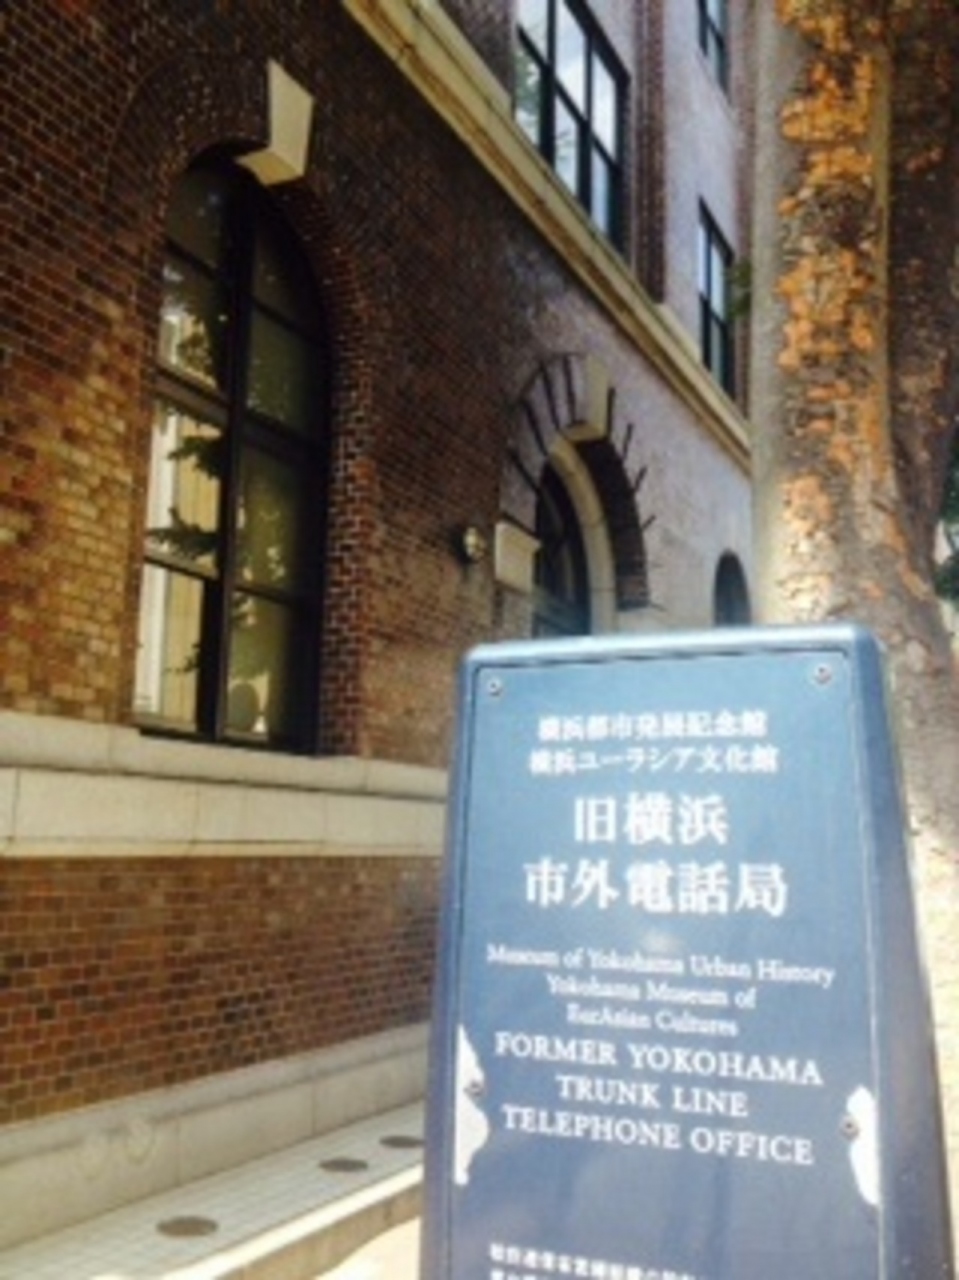 横浜都市発展記念館
横浜ユーラシア文化館
旧横浜
市外電話局
Museum of Yokohama Urban History
Yokohama Museum of
EurAsian Cultures
FORMER YOKOHAMA
TRUNK LINE
TELEPHONE OFFICE